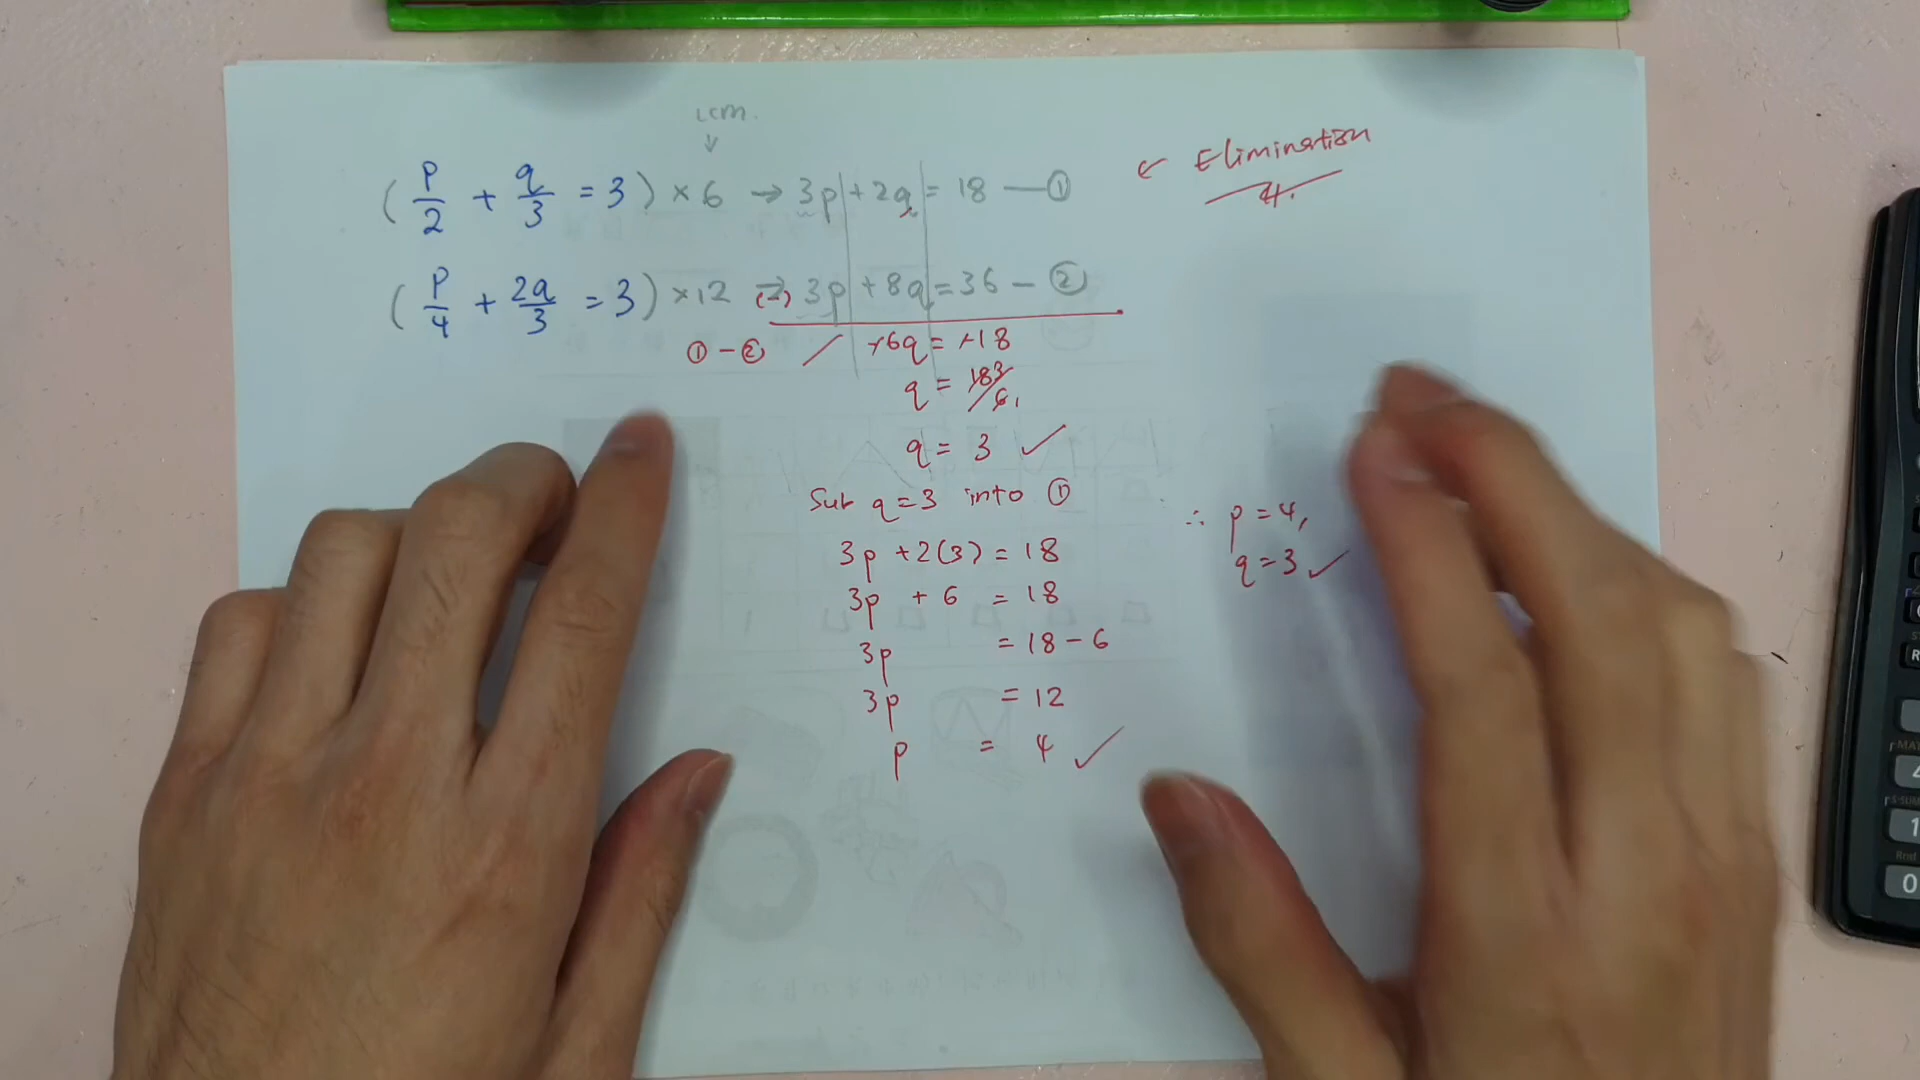 lcm.
↓
(p/2 + q/3 = 3) × 6 → 3p + 2q = 18 — ①
← Elimination
(p/4 + 2q/3 = 3) × 12 → (-) 3p + 8q = 36 — ②
① - ② -6q = -18
q = 18/6
q = 3 ✓
Sub q = 3 into ①
3p + 2(3) = 18
3p + 6 = 18
3p = 18 - 6
3p = 12
p = 4 ✓
∴ p = 4,
q = 3 ✓
0